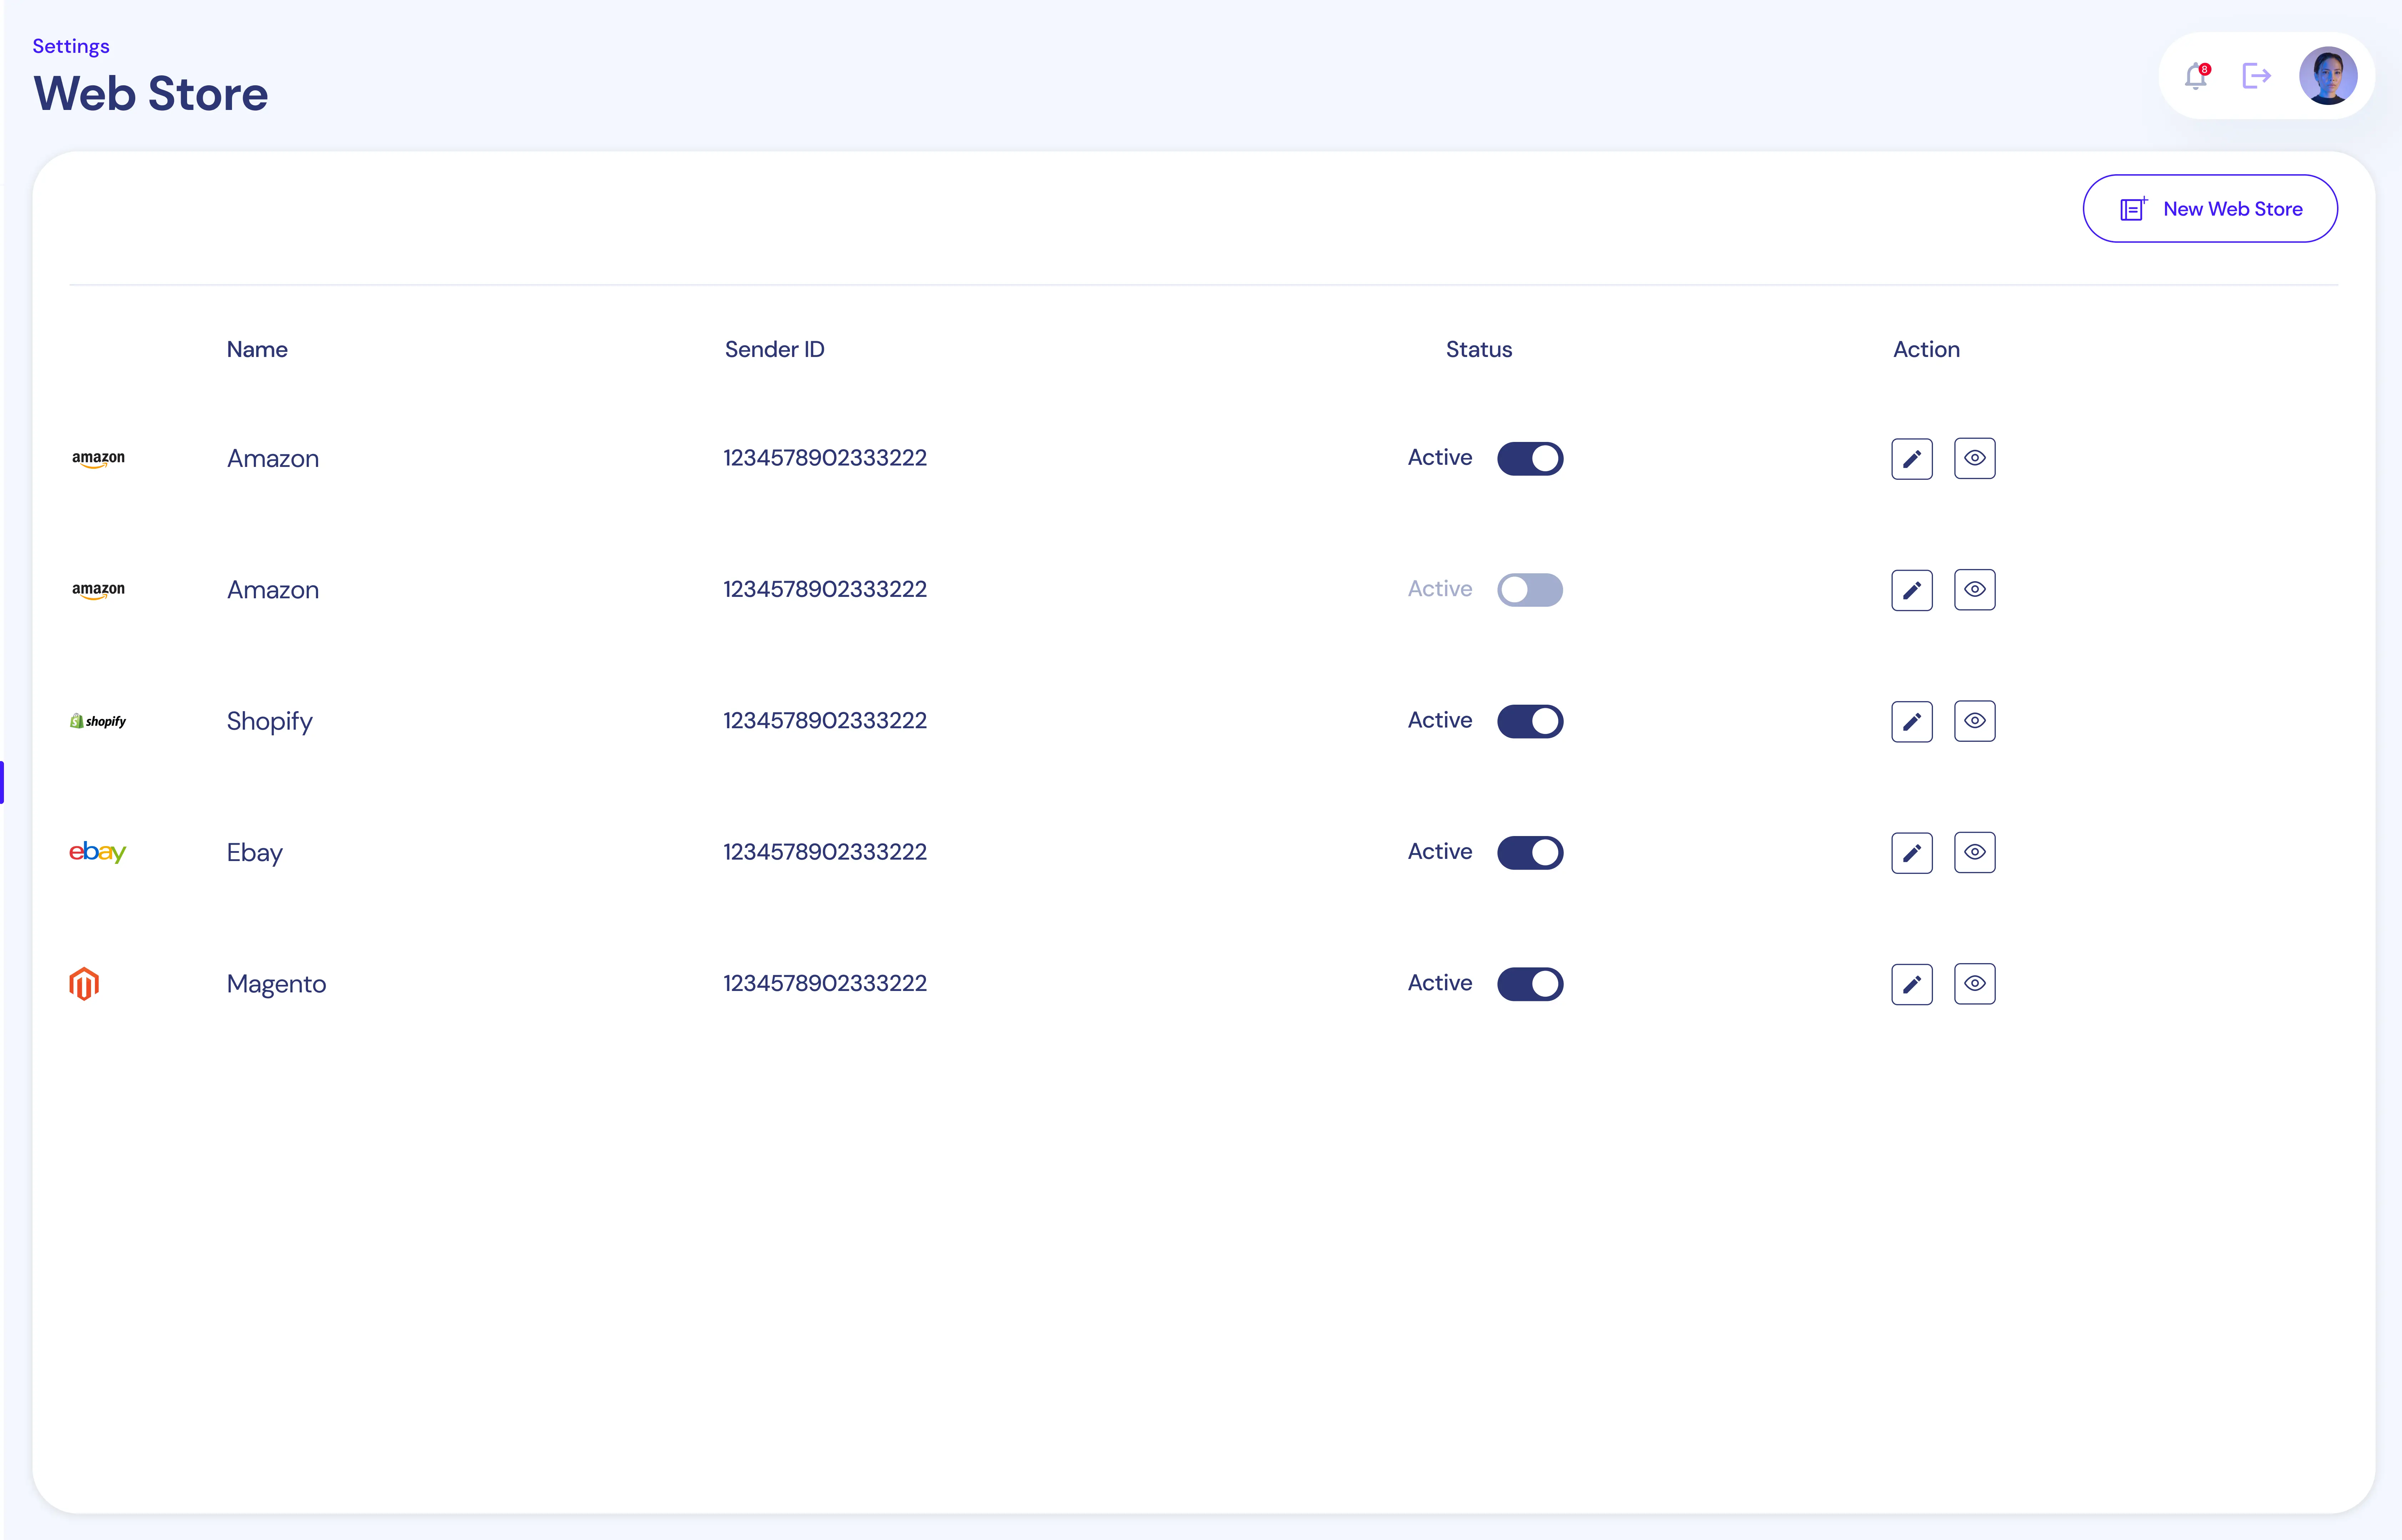 Settings
Web Store
8
New Web Store
Name Sender ID Status Action
amazon Amazon 1234578902333222 Active
amazon Amazon 1234578902333222 Active
shopify Shopify 1234578902333222 Active
ebay Ebay 1234578902333222 Active
Magento 1234578902333222 Active